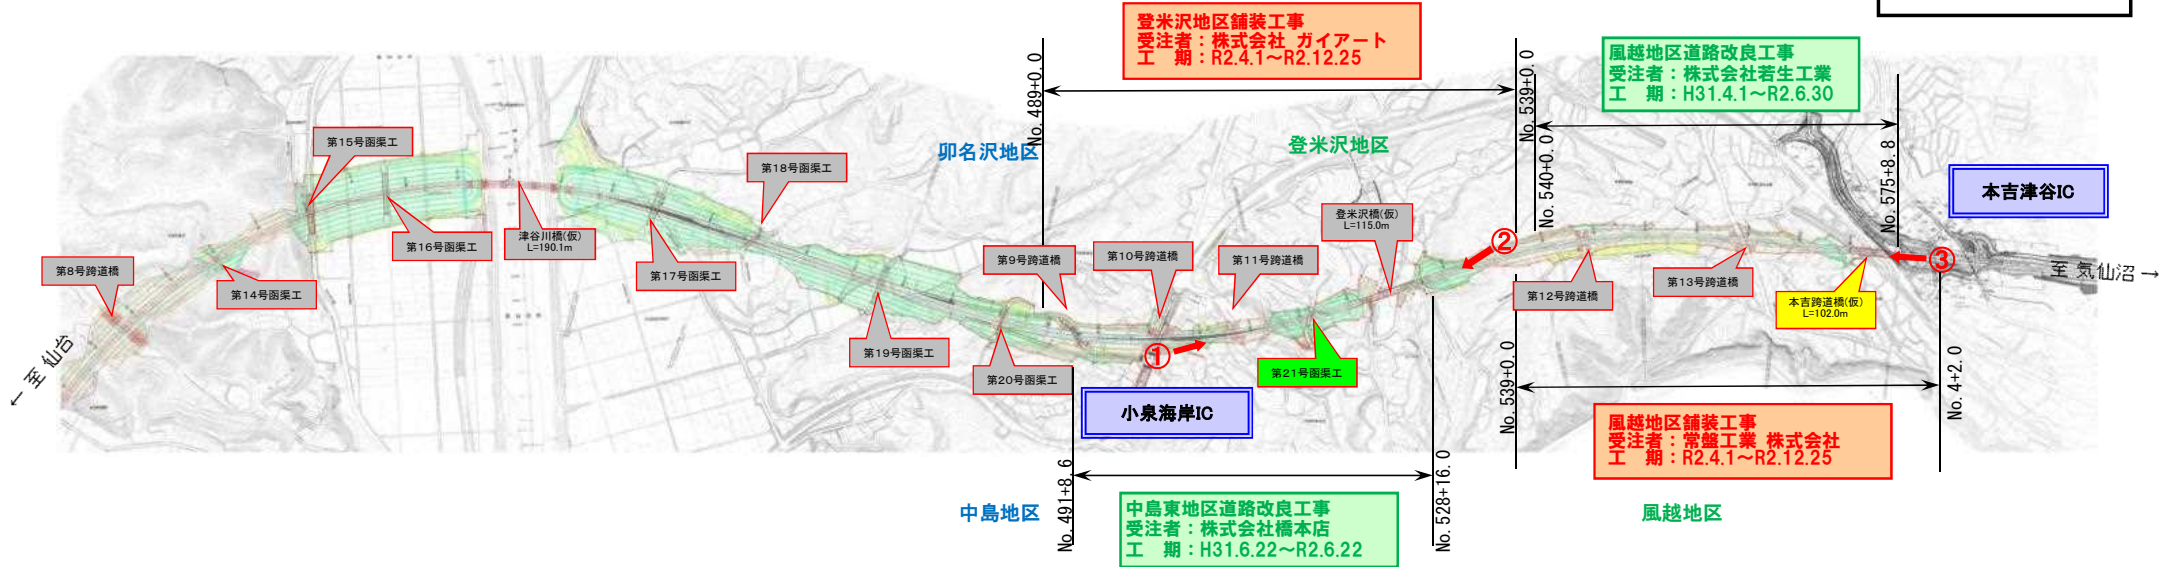 登米沢地区舗装工事
受注者：株式会社 ガイアート
工　期：R2.4.1～R2.12.25
風越地区道路改良工事
受注者：株式会社若生工業
工　期：H31.4.1～R2.6.30
No.489+0.0
No.539+0.0
No.540+0.0
No.575+8.8
卯名沢地区
登米沢地区
本吉津谷IC
第15号函渠工
第18号函渠工
第16号函渠工
津谷川橋(仮)
L=190.1m
第17号函渠工
第8号跨道橋
第14号函渠工
第9号跨道橋
第10号跨道橋
第11号跨道橋
登米沢橋(仮)
L=115.0m
②
③
至 気仙沼 →
第12号跨道橋
第13号跨道橋
本吉跨道橋(仮)
L=102.0m
← 至 仙台
第19号函渠工
第20号函渠工
①
第21号函渠工
小泉海岸IC
No.539+0.0
No.4+2.0
風越地区舗装工事
受注者：常盤工業 株式会社
工　期：R2.4.1～R2.12.25
No.491+8.6
No.528+16.0
中島地区
中島東地区道路改良工事
受注者：株式会社橋本店
工　期：H31.6.22～R2.6.22
風越地区